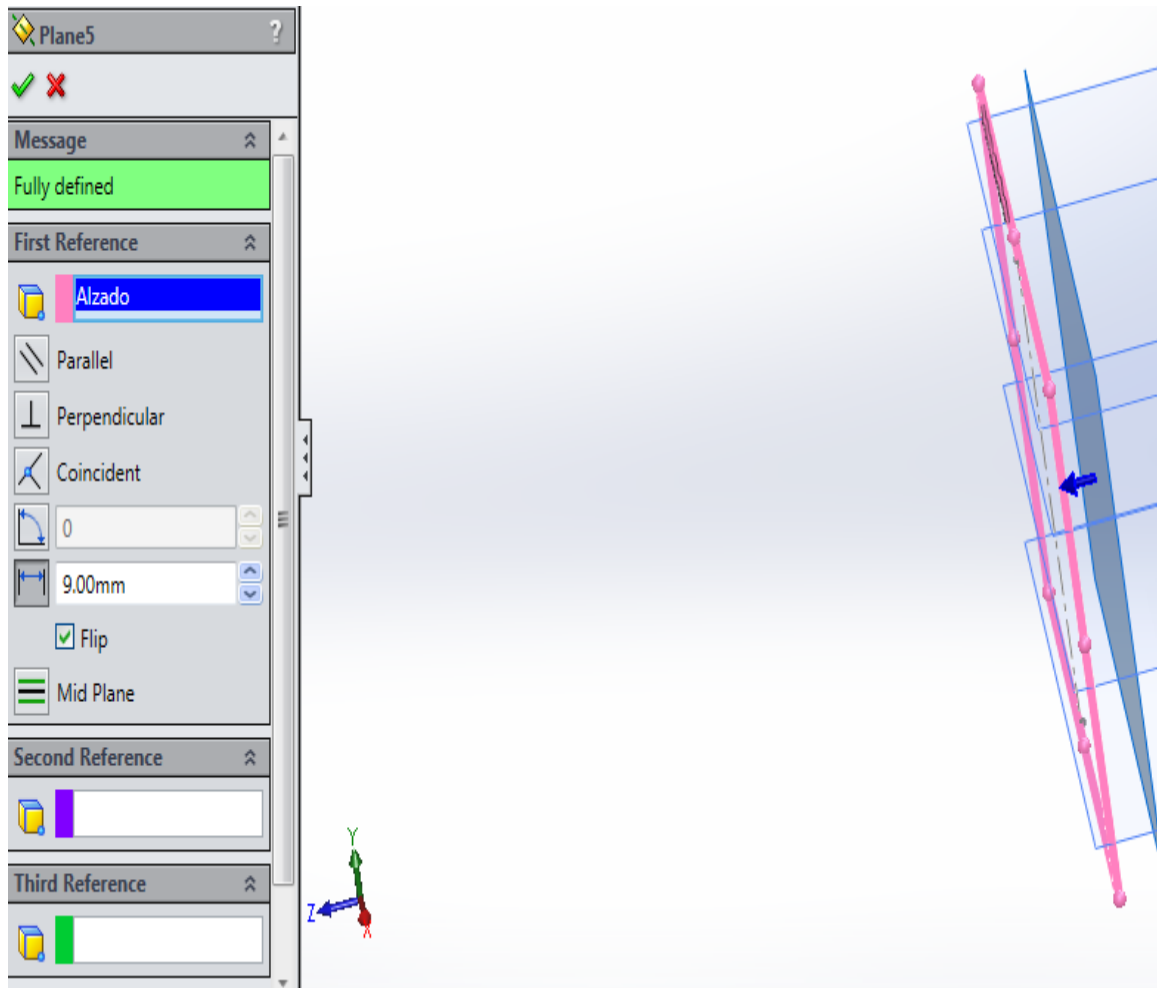 Plane5 ?
Message
Fully defined
First Reference
Alzado
Parallel
Perpendicular
Coincident
0
9.00mm
Flip
Mid Plane
Second Reference
Third Reference
Y
Z
X